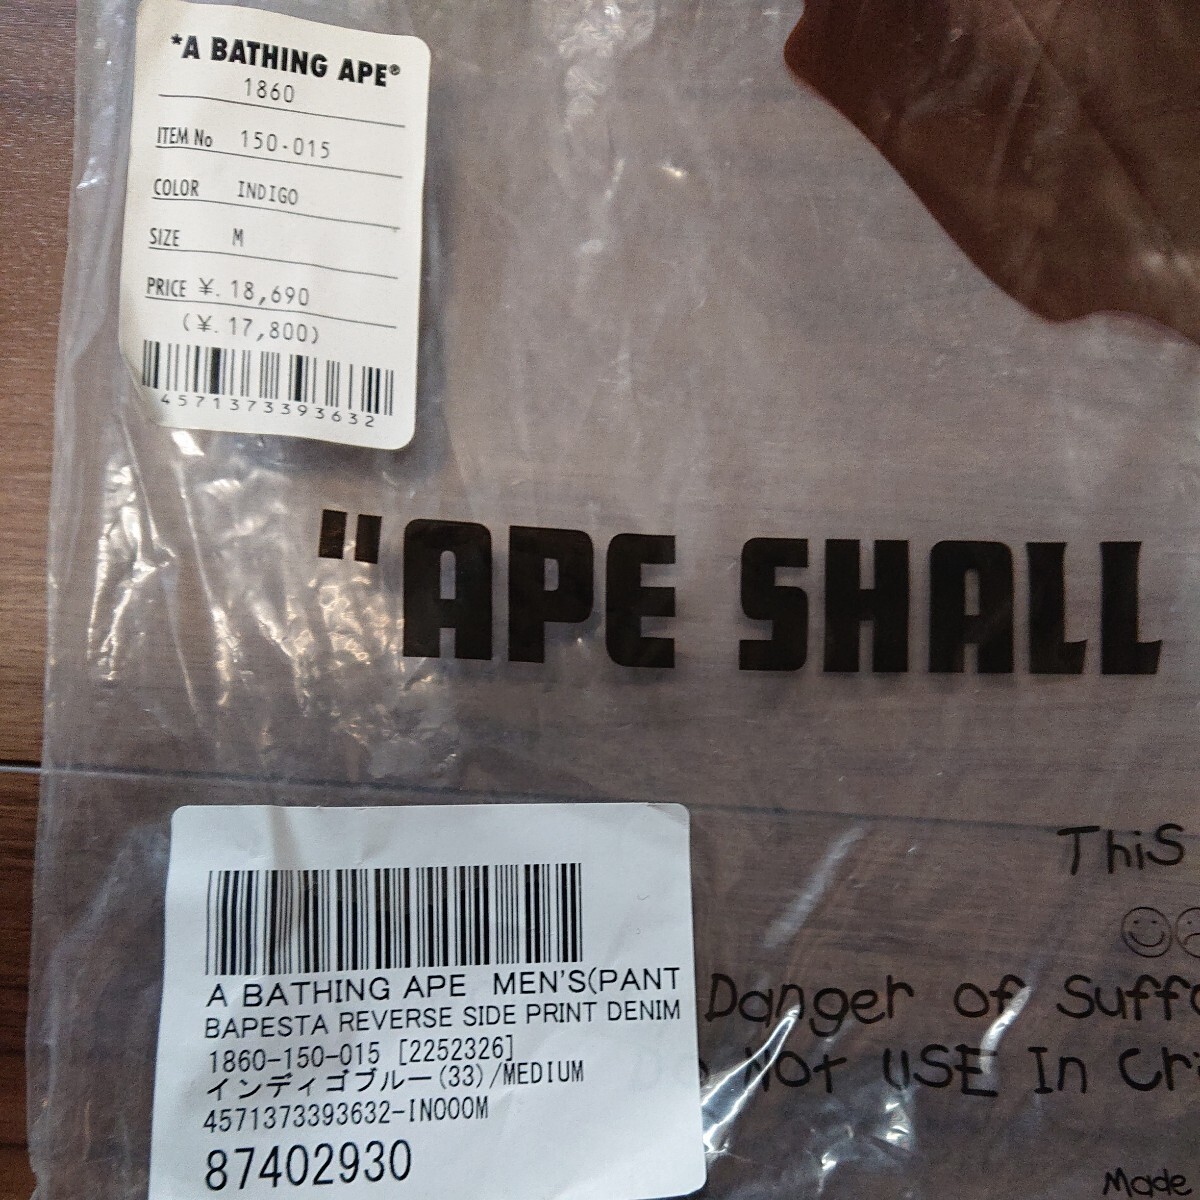 *A BATHING APE®
1860
ITEM No 150-015
COLOR INDIGO
SIZE M
PRICE ¥.18,690
(¥.17,800)
4571373393632
"APE SHALL
ThiS
Danger of Suffo
Not USE In Cr
Made
A BATHING APE MEN'S(PANT
BAPESTA REVERSE SIDE PRINT DENIM
1860-150-015 [2252326]
インディゴブルー(33)/MEDIUM
4571373393632-IN000M
87402930